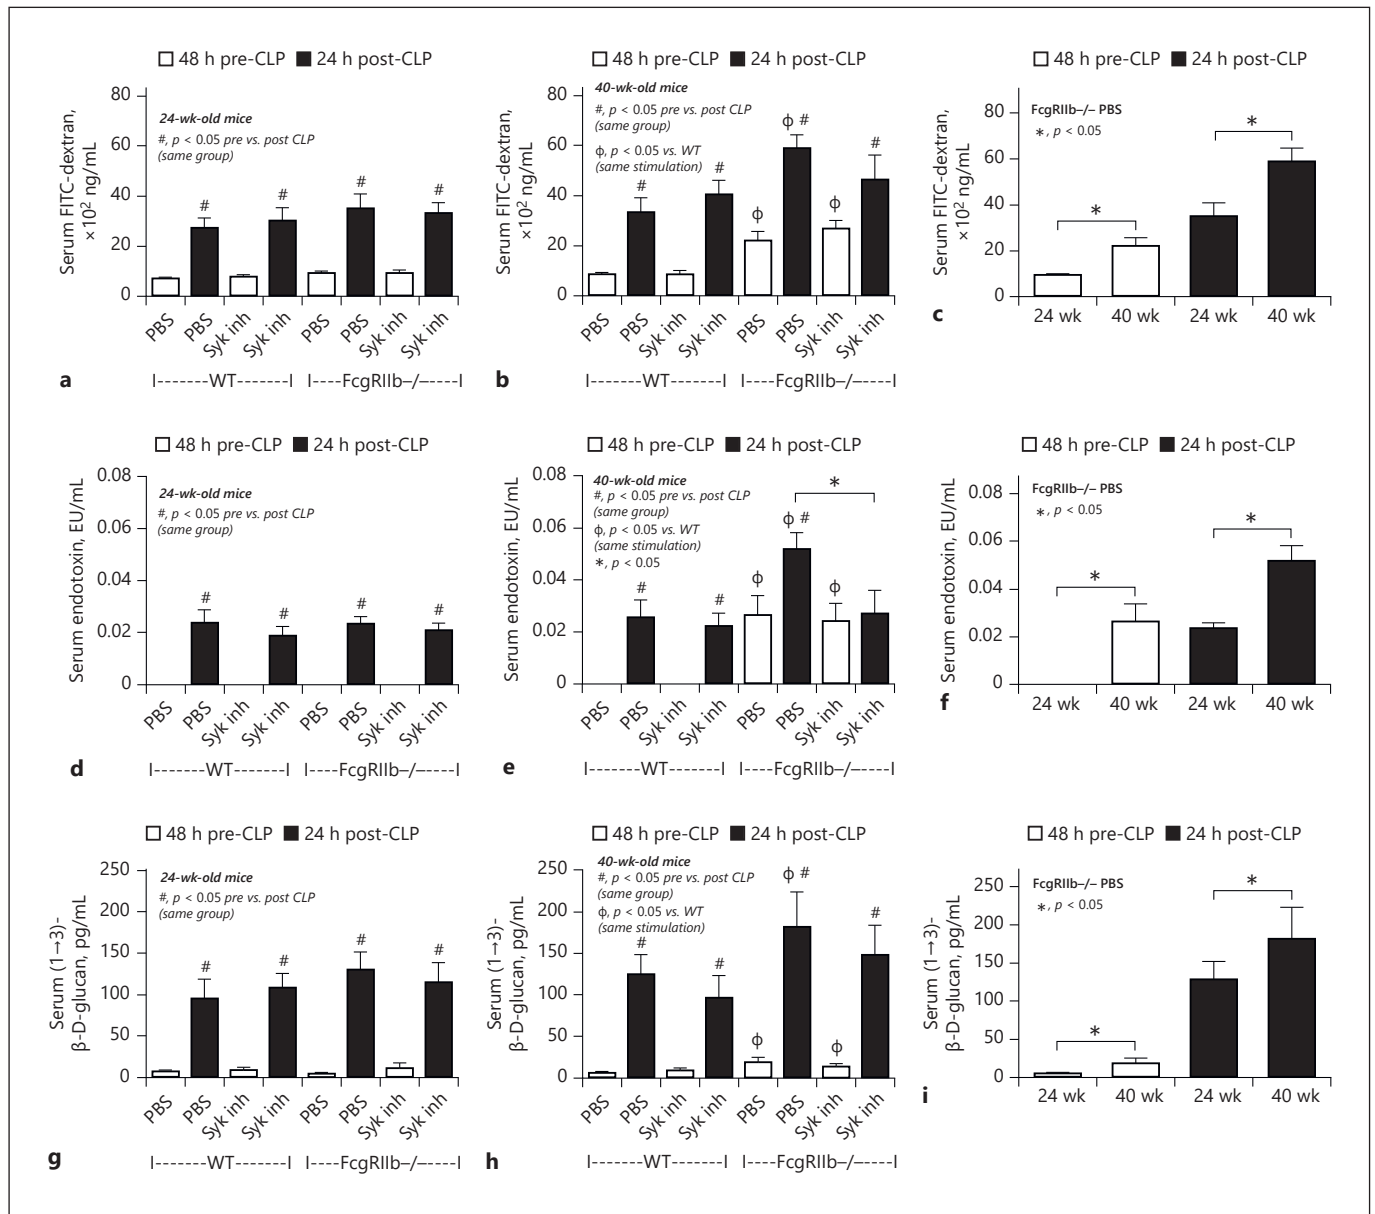 □ 48 h pre-CLP ■ 24 h post-CLP
80
60
40
20
0
Serum FITC-dextran,
×10² ng/mL
24-wk-old mice
#, p < 0.05 pre vs. post CLP
(same group)
# # # #
PBS PBS Syk inh Syk inh PBS PBS Syk inh Syk inh
a
I-------WT-------I I----FcgRIIb–/–----I
□ 48 h pre-CLP ■ 24 h post-CLP
80
60
40
20
0
Serum FITC-dextran,
×10² ng/mL
40-wk-old mice
#, p < 0.05 pre vs. post CLP
(same group)
ϕ, p < 0.05 vs. WT
(same stimulation)
# # ϕ ϕ # ϕ #
PBS PBS Syk inh Syk inh PBS PBS Syk inh Syk inh
b
I-------WT-------I I----FcgRIIb–/–----I
□ 48 h pre-CLP ■ 24 h post-CLP
80
60
40
20
0
Serum FITC-dextran,
×10² ng/mL
FcgRIIb–/– PBS
*, p < 0.05
* *
24 wk 40 wk 24 wk 40 wk
c
□ 48 h pre-CLP ■ 24 h post-CLP
0.08
0.06
0.04
0.02
0
Serum endotoxin, EU/mL
24-wk-old mice
#, p < 0.05 pre vs. post CLP
(same group)
# # # #
PBS PBS Syk inh Syk inh PBS PBS Syk inh Syk inh
d
I-------WT-------I I----FcgRIIb–/–----I
□ 48 h pre-CLP ■ 24 h post-CLP
0.08
0.06
0.04
0.02
0
Serum endotoxin, EU/mL
40-wk-old mice
#, p < 0.05 pre vs. post CLP
(same group)
ϕ, p < 0.05 vs. WT
(same stimulation)
*, p < 0.05
*
# # ϕ ϕ # ϕ
PBS PBS Syk inh Syk inh PBS PBS Syk inh Syk inh
e
I-------WT-------I I----FcgRIIb–/–----I
□ 48 h pre-CLP ■ 24 h post-CLP
0.08
0.06
0.04
0.02
0
Serum endotoxin, EU/mL
FcgRIIb–/– PBS
*, p < 0.05
* *
24 wk 40 wk 24 wk 40 wk
f
□ 48 h pre-CLP ■ 24 h post-CLP
250
200
150
100
50
0
Serum (1→3)-
β-D-glucan, pg/mL
24-wk-old mice
#, p < 0.05 pre vs. post CLP
(same group)
# # # #
PBS PBS Syk inh Syk inh PBS PBS Syk inh Syk inh
g
I-------WT-------I I----FcgRIIb–/–----I
□ 48 h pre-CLP ■ 24 h post-CLP
250
200
150
100
50
0
Serum (1→3)-
β-D-glucan, pg/mL
40-wk-old mice
#, p < 0.05 pre vs. post CLP
(same group)
ϕ, p < 0.05 vs. WT
(same stimulation)
# # ϕ ϕ # ϕ #
PBS PBS Syk inh Syk inh PBS PBS Syk inh Syk inh
h
I-------WT-------I I----FcgRIIb–/–----I
□ 48 h pre-CLP ■ 24 h post-CLP
250
200
150
100
50
0
Serum (1→3)-
β-D-glucan, pg/mL
FcgRIIb–/– PBS
*, p < 0.05
* *
24 wk 40 wk 24 wk 40 wk
i